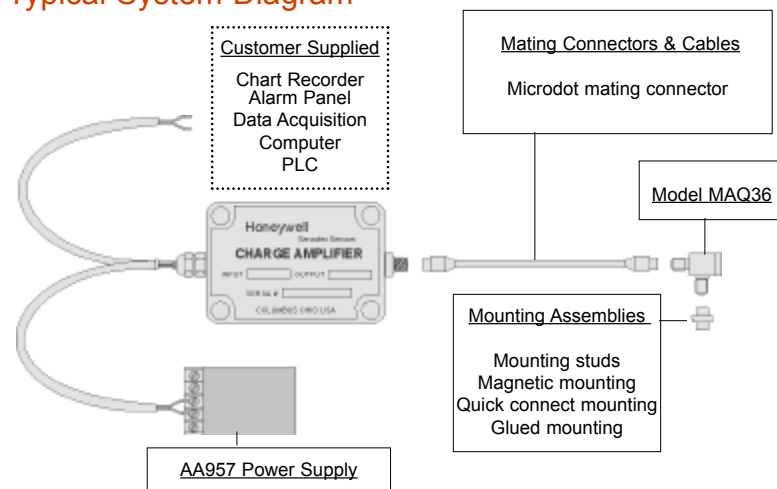 Typical System Diagram
Customer Supplied
Chart Recorder
Alarm Panel
Data Acquisition
Computer
PLC
Mating Connectors & Cables
Microdot mating connector
Model MAQ36
Honeywell
Sensotec Sensors
CHARGE AMPLIFIER
INPUT OUTPUT
SERIAL #
COLUMBUS OHIO USA
Mounting Assemblies
Mounting studs
Magnetic mounting
Quick connect mounting
Glued mounting
AA957 Power Supply